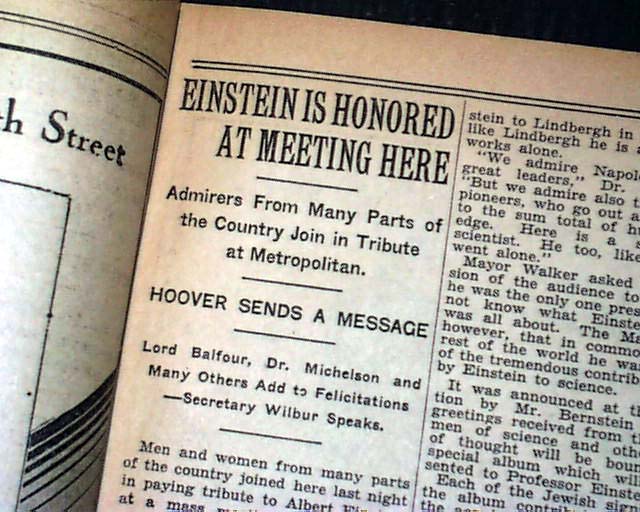 h Street
EINSTEIN IS HONORED
AT MEETING HERE
Admirers From Many Parts of
the Country Join in Tribute
at Metropolitan.
HOOVER SENDS A MESSAGE
Lord Balfour, Dr. Michelson and
Many Others Add to Felicitations
—Secretary Wilbur Speaks.
Men and women from many parts
of the country joined here last night
in paying tribute to Albert
at a mass
stein to Lindbergh in
like Lindbergh he is a
works alone.
"We admire Napol
great leaders," Dr.
"But we admire also t
pioneers, who go out a
to the sum total of h
edge. Here is a s
scientist. He too, like
went alone."
Mayor Walker asked
sion of the audience to
he was the only one pres
not know what Einst
was all about. The Ma
however, that in commo
rest of the world he wa
of the tremendous contrib
by Einstein to science.
It was announced at t
tion by Mr. Bernstein
greetings received from t
men of science and othe
of thought will be boun
special album which will
sented to Professor Einst
Each of the Jewish sign
the album contrib